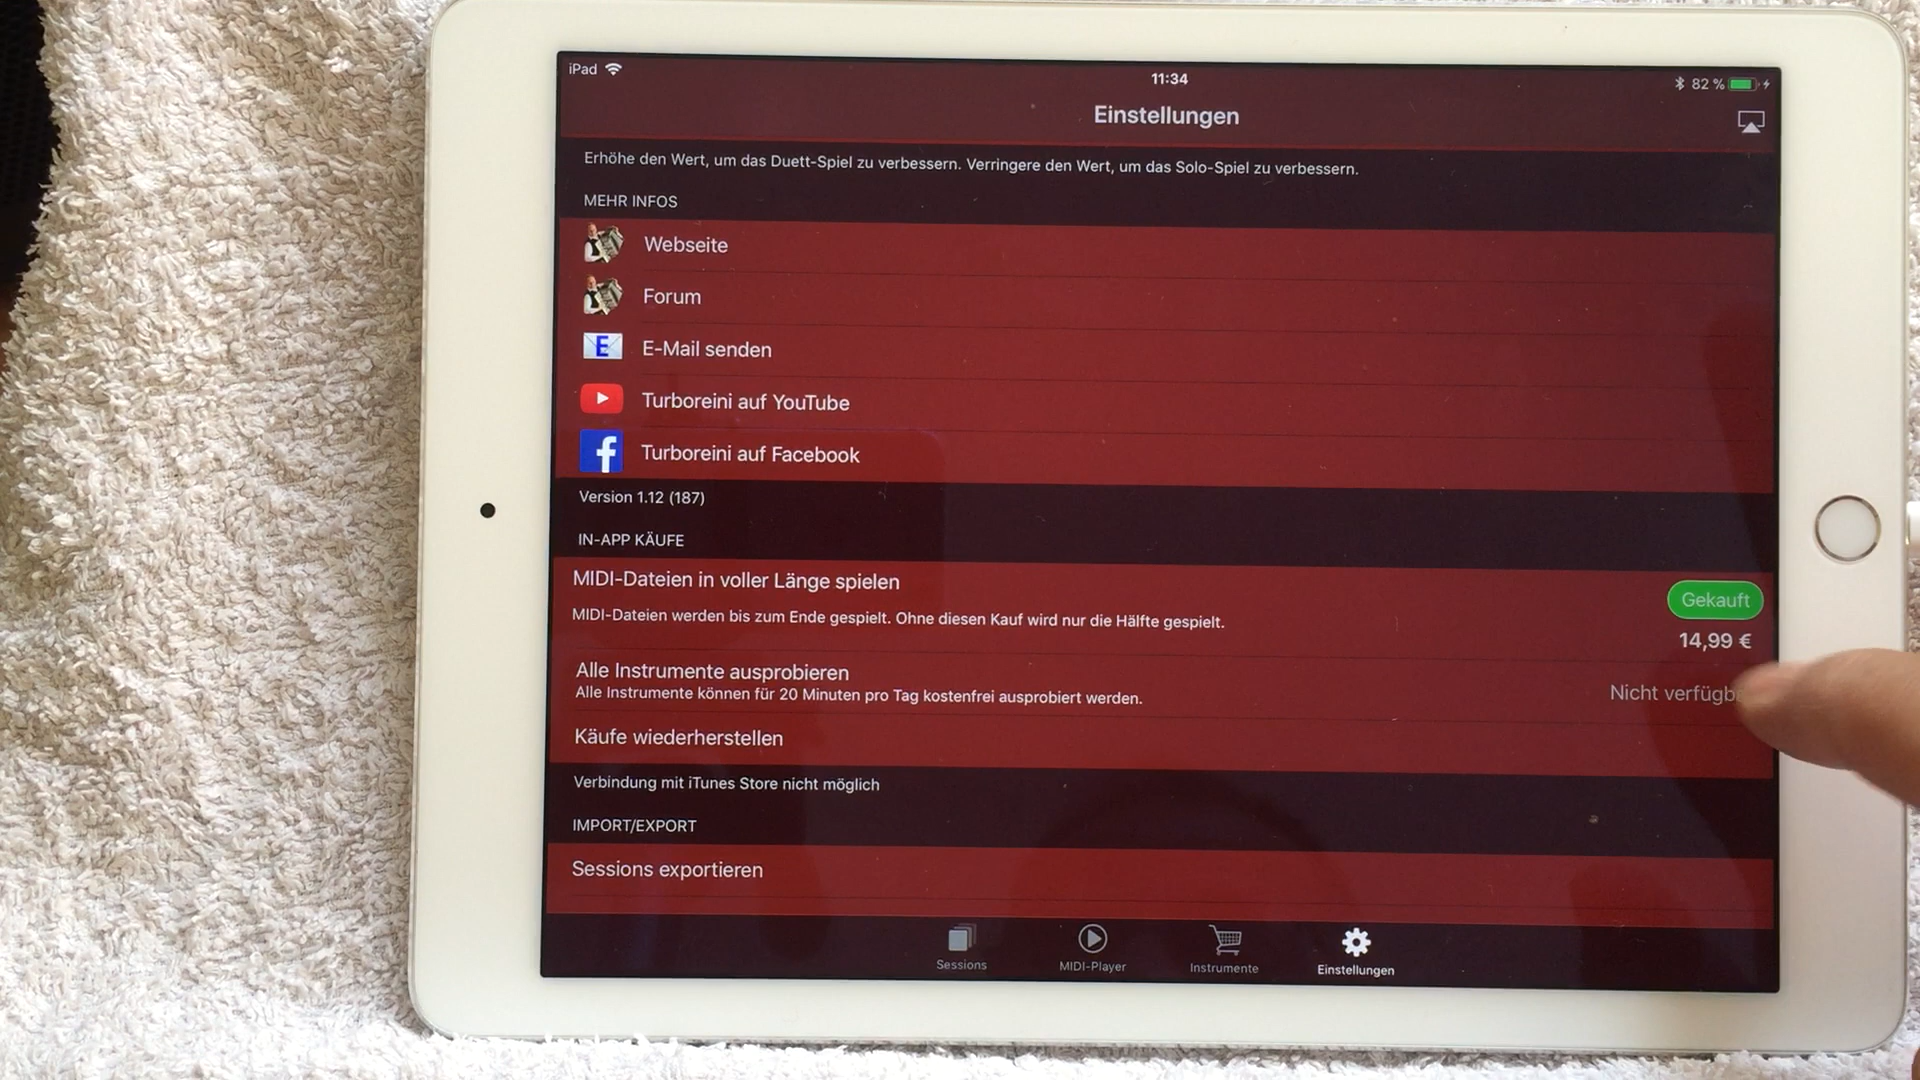 iPad
11:34
82 %
Einstellungen
Erhöhe den Wert, um das Duett-Spiel zu verbessern. Verringere den Wert, um das Solo-Spiel zu verbessern.
MEHR INFOS
Webseite
Forum
E
E-Mail senden
Turboreini auf YouTube
f
Turboreini auf Facebook
Version 1.12 (187)
IN-APP KÄUFE
MIDI-Dateien in voller Länge spielen
Gekauft
MIDI-Dateien werden bis zum Ende gespielt. Ohne diesen Kauf wird nur die Hälfte gespielt.
14,99 €
Alle Instrumente ausprobieren
Alle Instrumente können für 20 Minuten pro Tag kostenfrei ausprobiert werden.
Nicht
Käufe wiederherstellen
Verbindung mit iTunes Store nicht möglich
IMPORT/EXPORT
Sessions exportieren
Sessions
MIDI-Player
Instrumente
Einstellungen